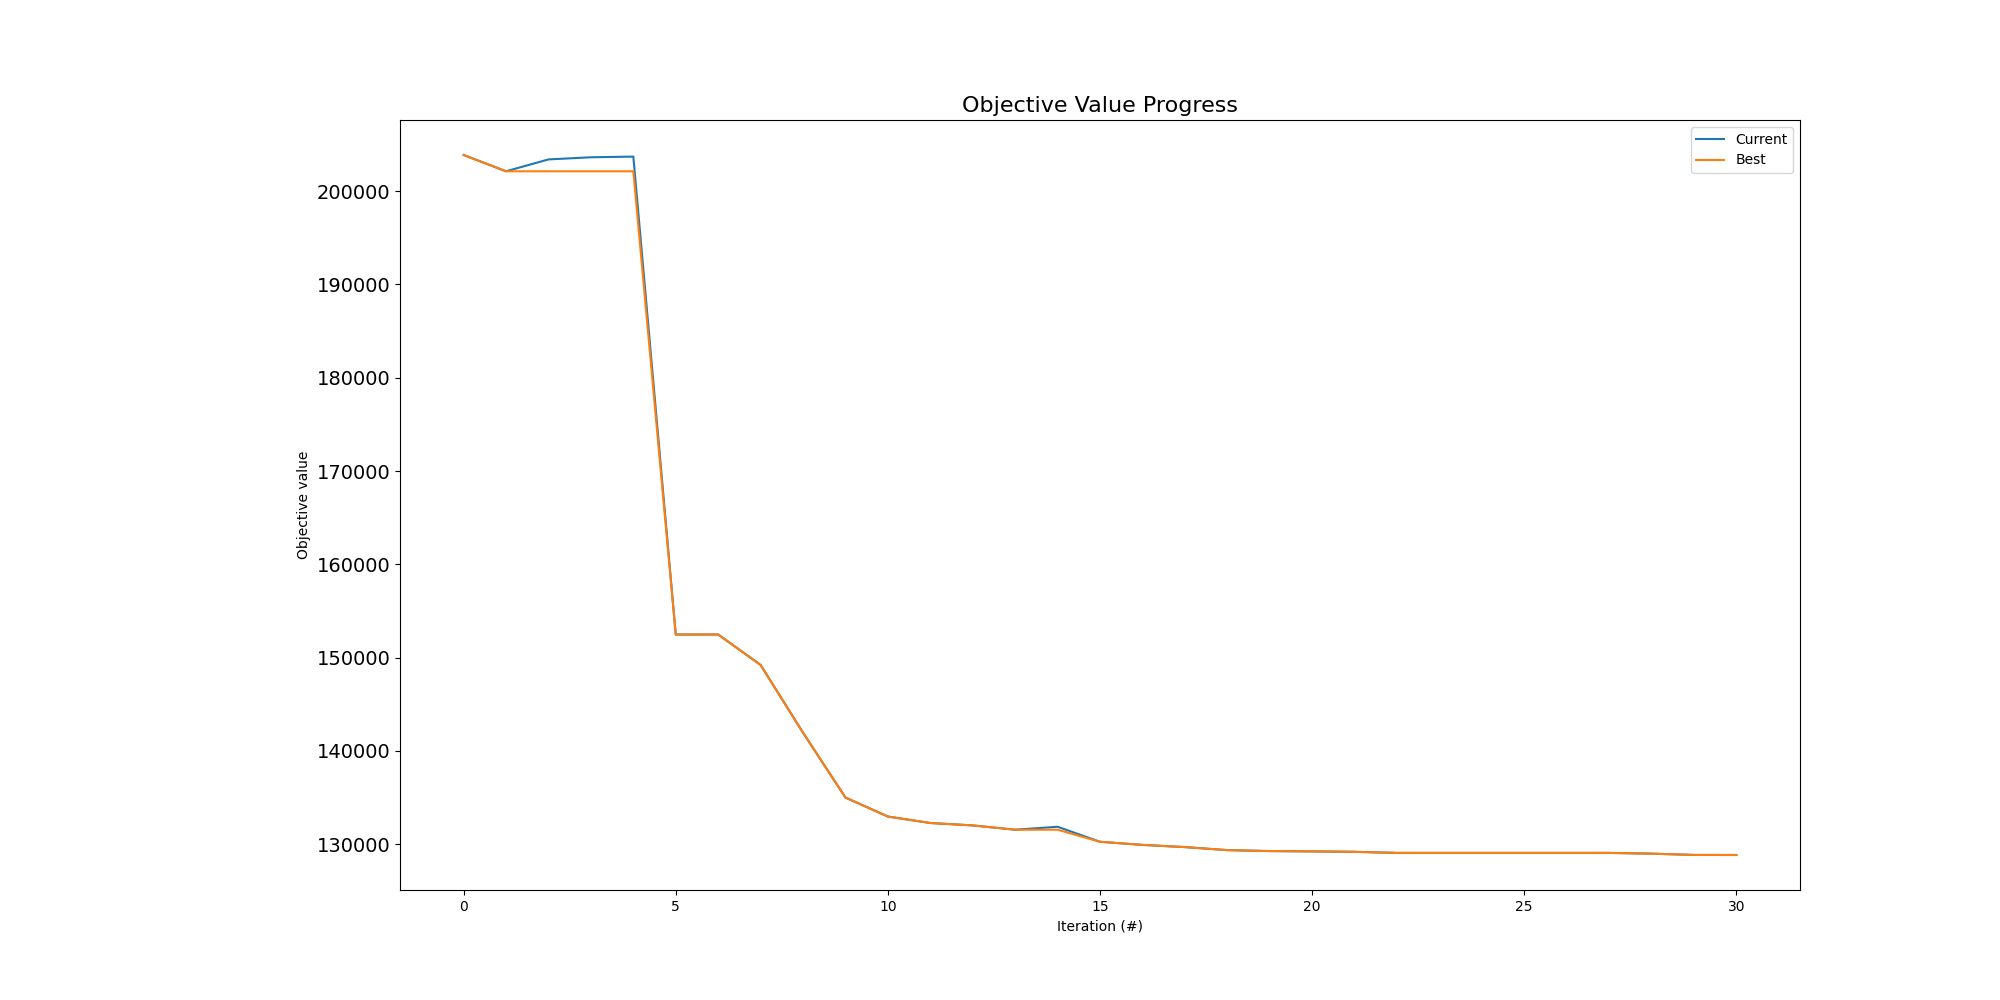 Objective Value Progress
Current
Best
200000
190000
180000
170000
160000
150000
140000
130000
Objective value
0 5 10 15 20 25 30
Iteration (#)